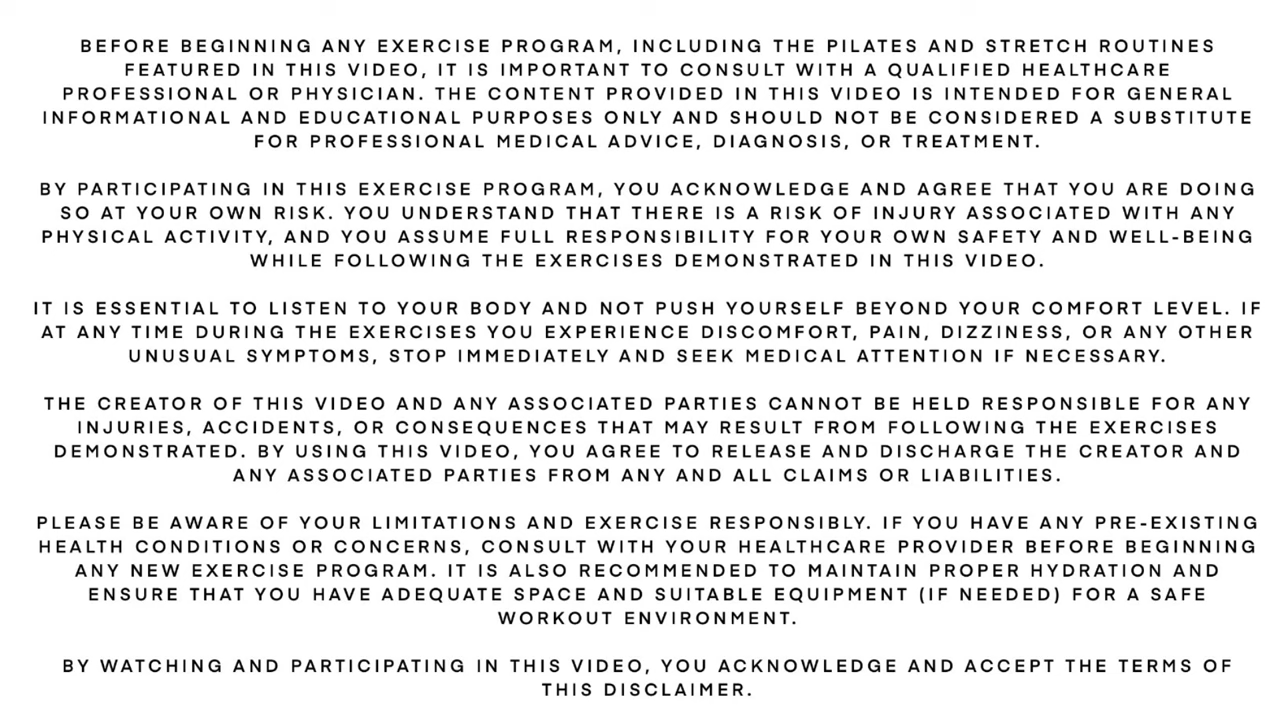 BEFORE BEGINNING ANY EXERCISE PROGRAM, INCLUDING THE PILATES AND STRETCH ROUTINES
FEATURED IN THIS VIDEO, IT IS IMPORTANT TO CONSULT WITH A QUALIFIED HEALTHCARE
PROFESSIONAL OR PHYSICIAN. THE CONTENT PROVIDED IN THIS VIDEO IS INTENDED FOR GENERAL
INFORMATIONAL AND EDUCATIONAL PURPOSES ONLY AND SHOULD NOT BE CONSIDERED A SUBSTITUTE
FOR PROFESSIONAL MEDICAL ADVICE, DIAGNOSIS, OR TREATMENT.
BY PARTICIPATING IN THIS EXERCISE PROGRAM, YOU ACKNOWLEDGE AND AGREE THAT YOU ARE DOING
SO AT YOUR OWN RISK. YOU UNDERSTAND THAT THERE IS A RISK OF INJURY ASSOCIATED WITH ANY
PHYSICAL ACTIVITY, AND YOU ASSUME FULL RESPONSIBILITY FOR YOUR OWN SAFETY AND WELL-BEING
WHILE FOLLOWING THE EXERCISES DEMONSTRATED IN THIS VIDEO.
IT IS ESSENTIAL TO LISTEN TO YOUR BODY AND NOT PUSH YOURSELF BEYOND YOUR COMFORT LEVEL. IF
AT ANY TIME DURING THE EXERCISES YOU EXPERIENCE DISCOMFORT, PAIN, DIZZINESS, OR ANY OTHER
UNUSUAL SYMPTOMS, STOP IMMEDIATELY AND SEEK MEDICAL ATTENTION IF NECESSARY.
THE CREATOR OF THIS VIDEO AND ANY ASSOCIATED PARTIES CANNOT BE HELD RESPONSIBLE FOR ANY
INJURIES, ACCIDENTS, OR CONSEQUENCES THAT MAY RESULT FROM FOLLOWING THE EXERCISES
DEMONSTRATED. BY USING THIS VIDEO, YOU AGREE TO RELEASE AND DISCHARGE THE CREATOR AND
ANY ASSOCIATED PARTIES FROM ANY AND ALL CLAIMS OR LIABILITIES.
PLEASE BE AWARE OF YOUR LIMITATIONS AND EXERCISE RESPONSIBLY. IF YOU HAVE ANY PRE-EXISTING
HEALTH CONDITIONS OR CONCERNS, CONSULT WITH YOUR HEALTHCARE PROVIDER BEFORE BEGINNING
ANY NEW EXERCISE PROGRAM. IT IS ALSO RECOMMENDED TO MAINTAIN PROPER HYDRATION AND
ENSURE THAT YOU HAVE ADEQUATE SPACE AND SUITABLE EQUIPMENT (IF NEEDED) FOR A SAFE
WORKOUT ENVIRONMENT.
BY WATCHING AND PARTICIPATING IN THIS VIDEO, YOU ACKNOWLEDGE AND ACCEPT THE TERMS OF
THIS DISCLAIMER.